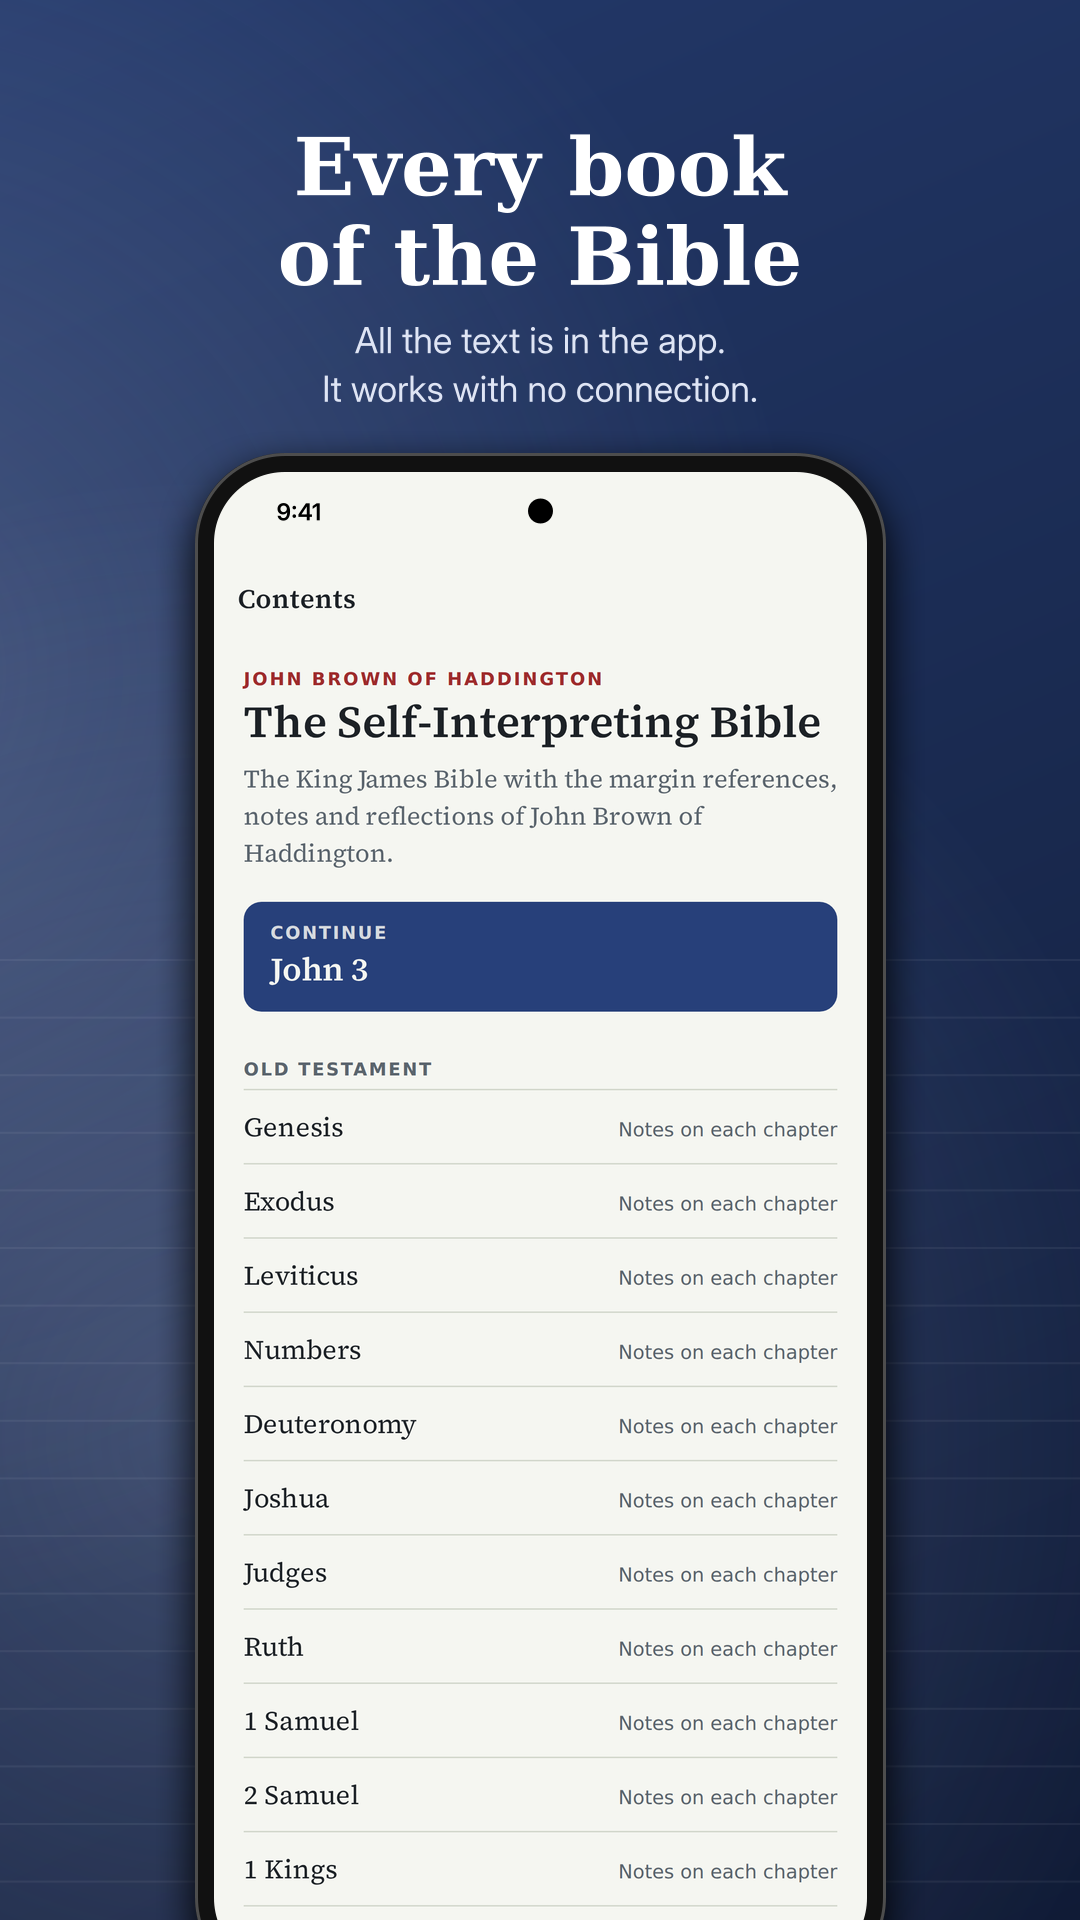 Every book
of the Bible
All the text is in the app.
It works with no connection.
9:41
Contents
JOHN BROWN OF HADDINGTON
The Self-Interpreting Bible
The King James Bible with the margin references,
notes and reflections of John Brown of
Haddington.
CONTINUE
John 3
OLD TESTAMENT
Genesis Notes on each chapter
Exodus Notes on each chapter
Leviticus Notes on each chapter
Numbers Notes on each chapter
Deuteronomy Notes on each chapter
Joshua Notes on each chapter
Judges Notes on each chapter
Ruth Notes on each chapter
1 Samuel Notes on each chapter
2 Samuel Notes on each chapter
1 Kings Notes on each chapter